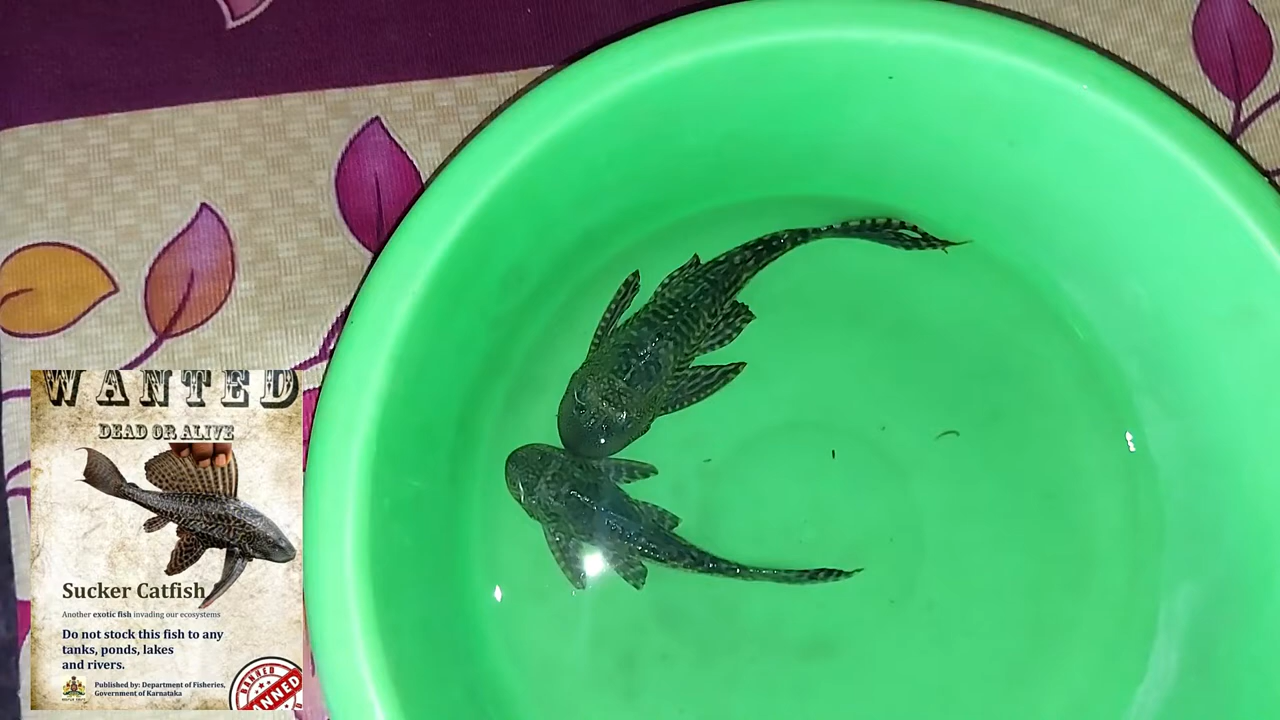 WANTED
DEAD OR ALIVE
Sucker Catfish
Another exotic fish invading our ecosystems
Do not stock this fish to any
tanks, ponds, lakes
and rivers.
Published by: Department of Fisheries,
Government of Karnataka
BANNED